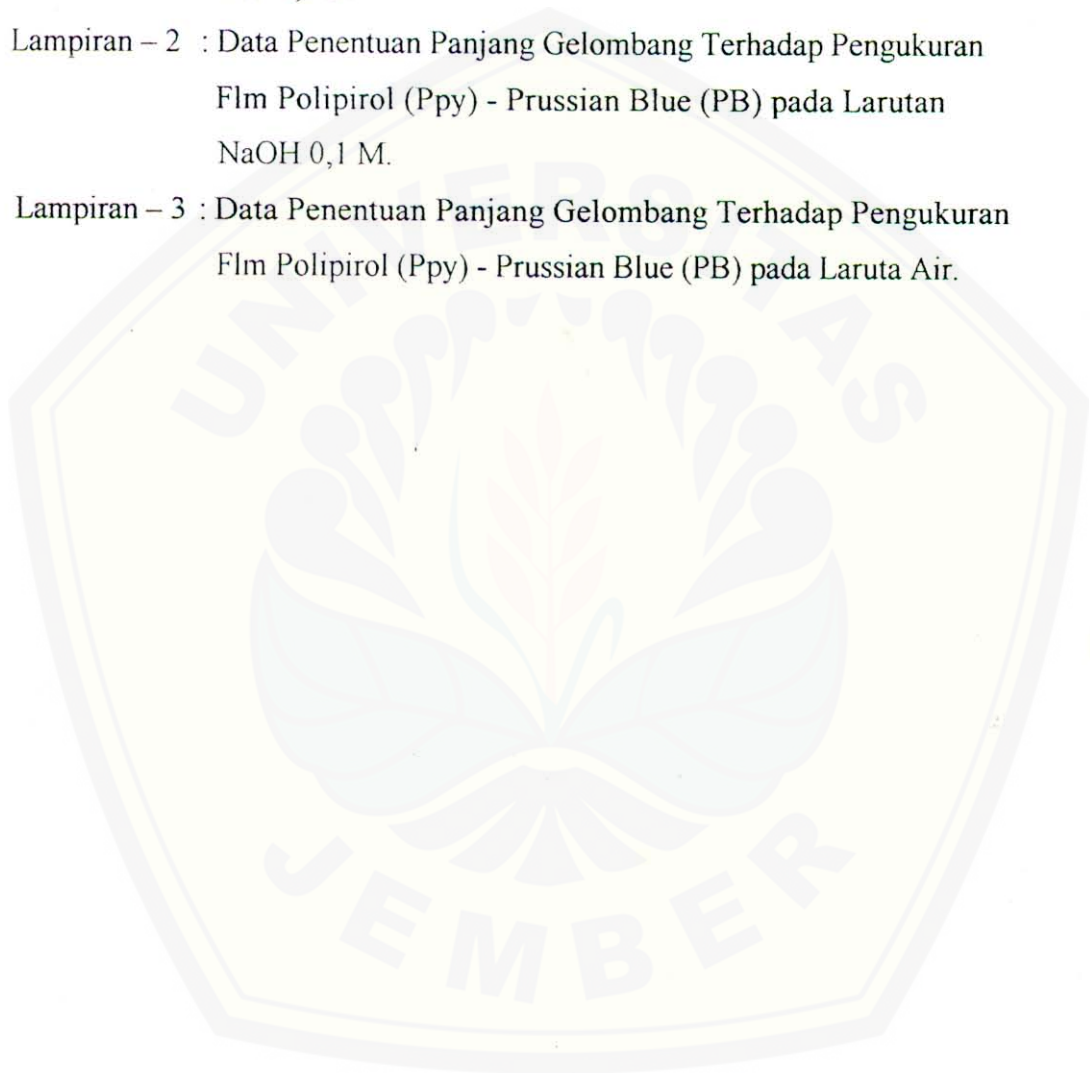 Lampiran – 2 : Data Penentuan Panjang Gelombang Terhadap Pengukuran
Flm Polipirol (Ppy) - Prussian Blue (PB) pada Larutan
NaOH 0,1 M.
Lampiran – 3 : Data Penentuan Panjang Gelombang Terhadap Pengukuran
Flm Polipirol (Ppy) - Prussian Blue (PB) pada Laruta Air.
UNIVERSITAS
JEMBER